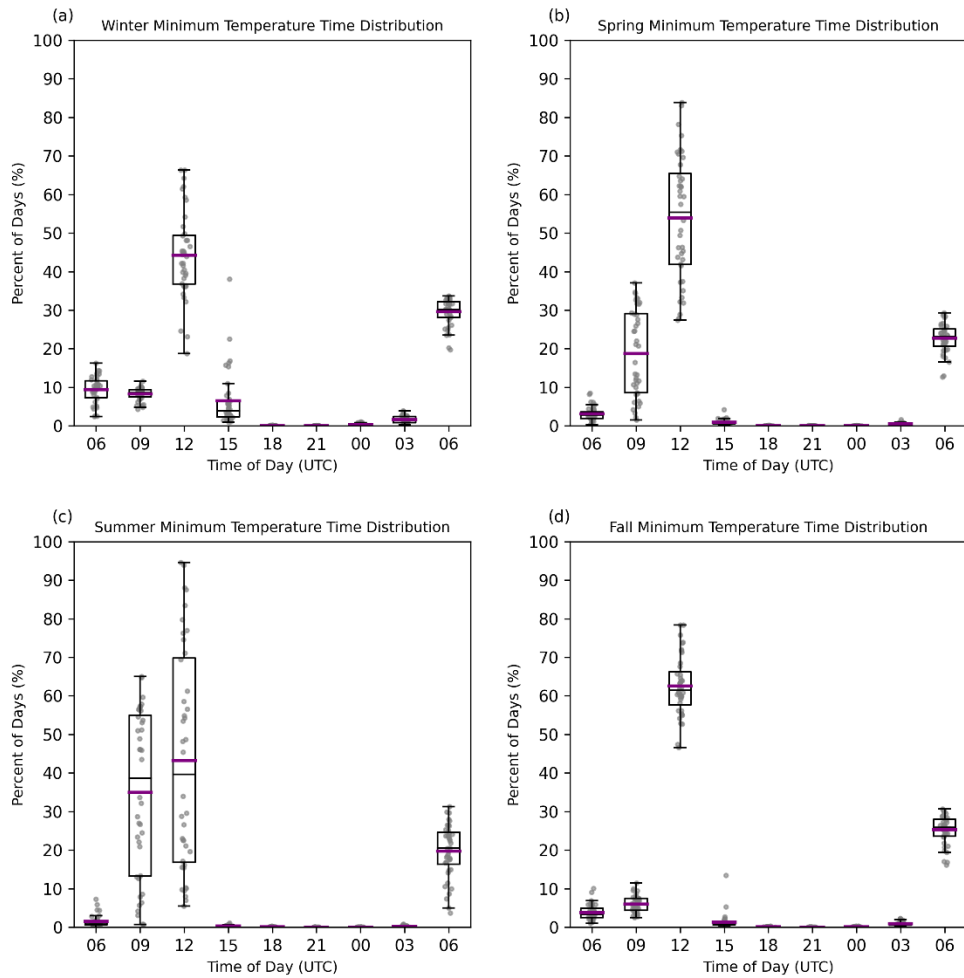 (a)
Winter Minimum Temperature Time Distribution
100
90
80
70
60
50
40
30
20
10
0
Percent of Days (%)
06 09 12 15 18 21 00 03 06
Time of Day (UTC)
(b)
Spring Minimum Temperature Time Distribution
100
90
80
70
60
50
40
30
20
10
0
Percent of Days (%)
06 09 12 15 18 21 00 03 06
Time of Day (UTC)
(c)
Summer Minimum Temperature Time Distribution
100
90
80
70
60
50
40
30
20
10
0
Percent of Days (%)
06 09 12 15 18 21 00 03 06
Time of Day (UTC)
(d)
Fall Minimum Temperature Time Distribution
100
90
80
70
60
50
40
30
20
10
0
Percent of Days (%)
06 09 12 15 18 21 00 03 06
Time of Day (UTC)